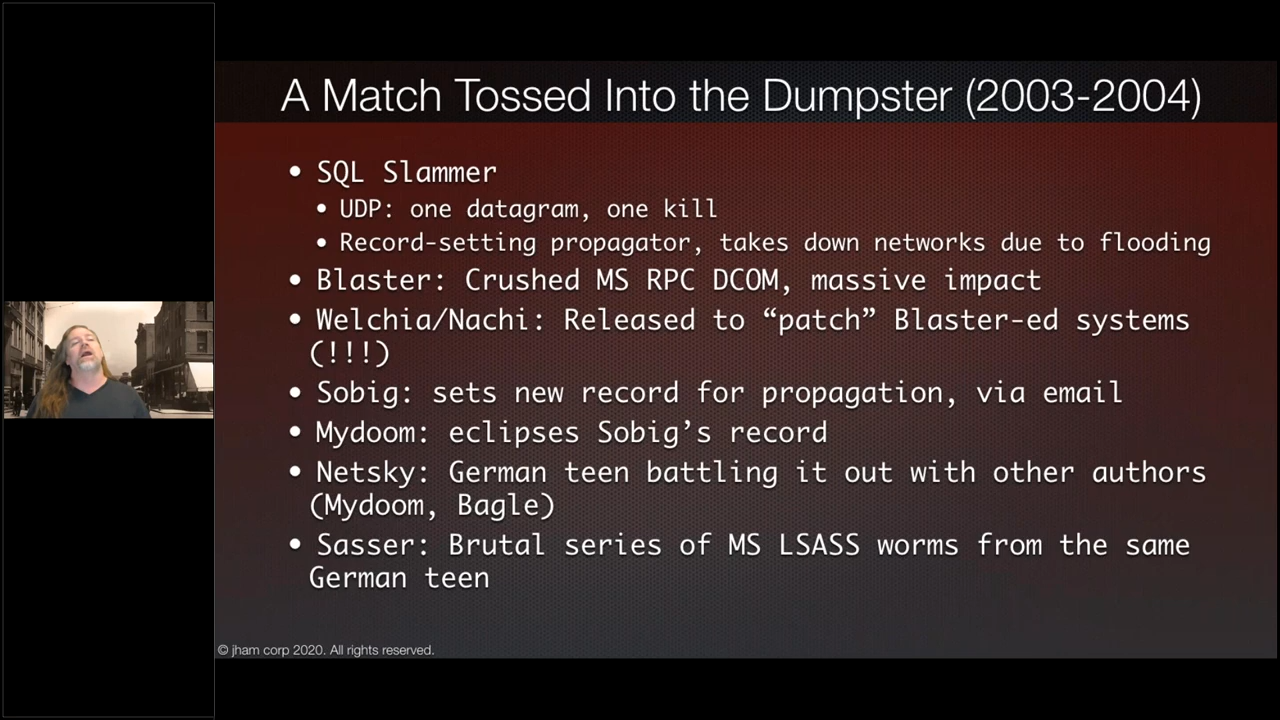 A Match Tossed Into the Dumpster (2003-2004)
• SQL Slammer
• UDP: one datagram, one kill
• Record-setting propagator, takes down networks due to flooding
• Blaster: Crushed MS RPC DCOM, massive impact
• Welchia/Nachi: Released to “patch” Blaster-ed systems
(!!!)
• Sobig: sets new record for propagation, via email
• Mydoom: eclipses Sobig’s record
• Netsky: German teen battling it out with other authors
(Mydoom, Bagle)
• Sasser: Brutal series of MS LSASS worms from the same
German teen
© jham corp 2020. All rights reserved.